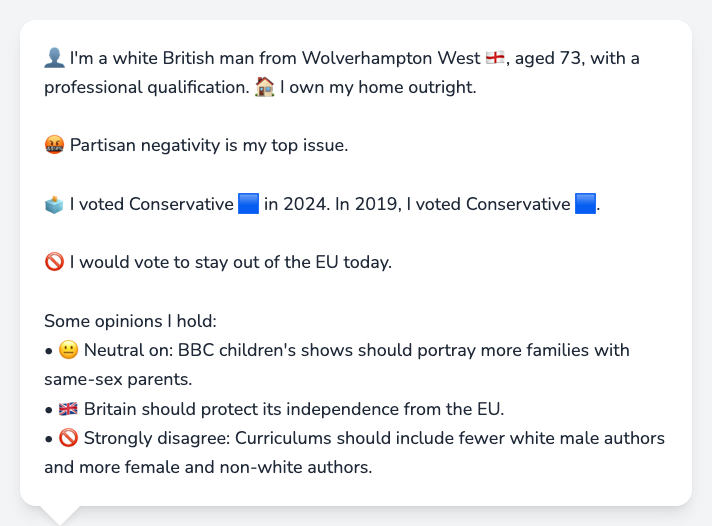 👤 I'm a white British man from Wolverhampton West 🏴󠁧󠁢󠁥󠁮󠁧󠁿, aged 73, with a
professional qualification. 🏠 I own my home outright.
🤬 Partisan negativity is my top issue.
🗳️ I voted Conservative 🟦 in 2024. In 2019, I voted Conservative 🟦.
🚫 I would vote to stay out of the EU today.
Some opinions I hold:
• 😐 Neutral on: BBC children's shows should portray more families with
same-sex parents.
• 🇬🇧 Britain should protect its independence from the EU.
• 🚫 Strongly disagree: Curriculums should include fewer white male authors
and more female and non-white authors.